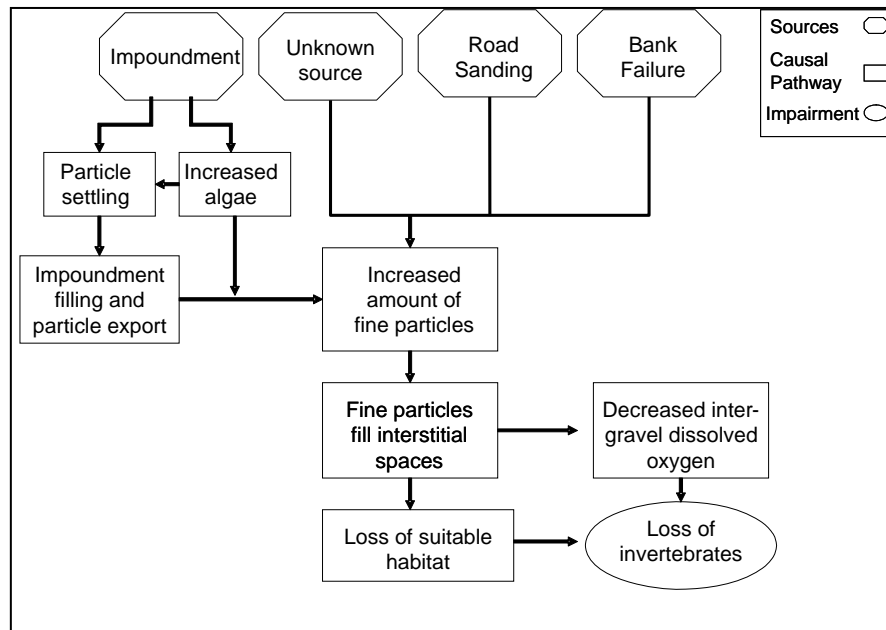 Impoundment
Unknown
source
Road
Sanding
Bank
Failure
Sources
Causal
Pathway
Impairment
Particle
settling
Increased
algae
Impoundment
filling and
particle export
Increased
amount of
fine particles
Fine particles
fill interstitial
spaces
Decreased inter-
gravel dissolved
oxygen
Loss of suitable
habitat
Loss of
invertebrates